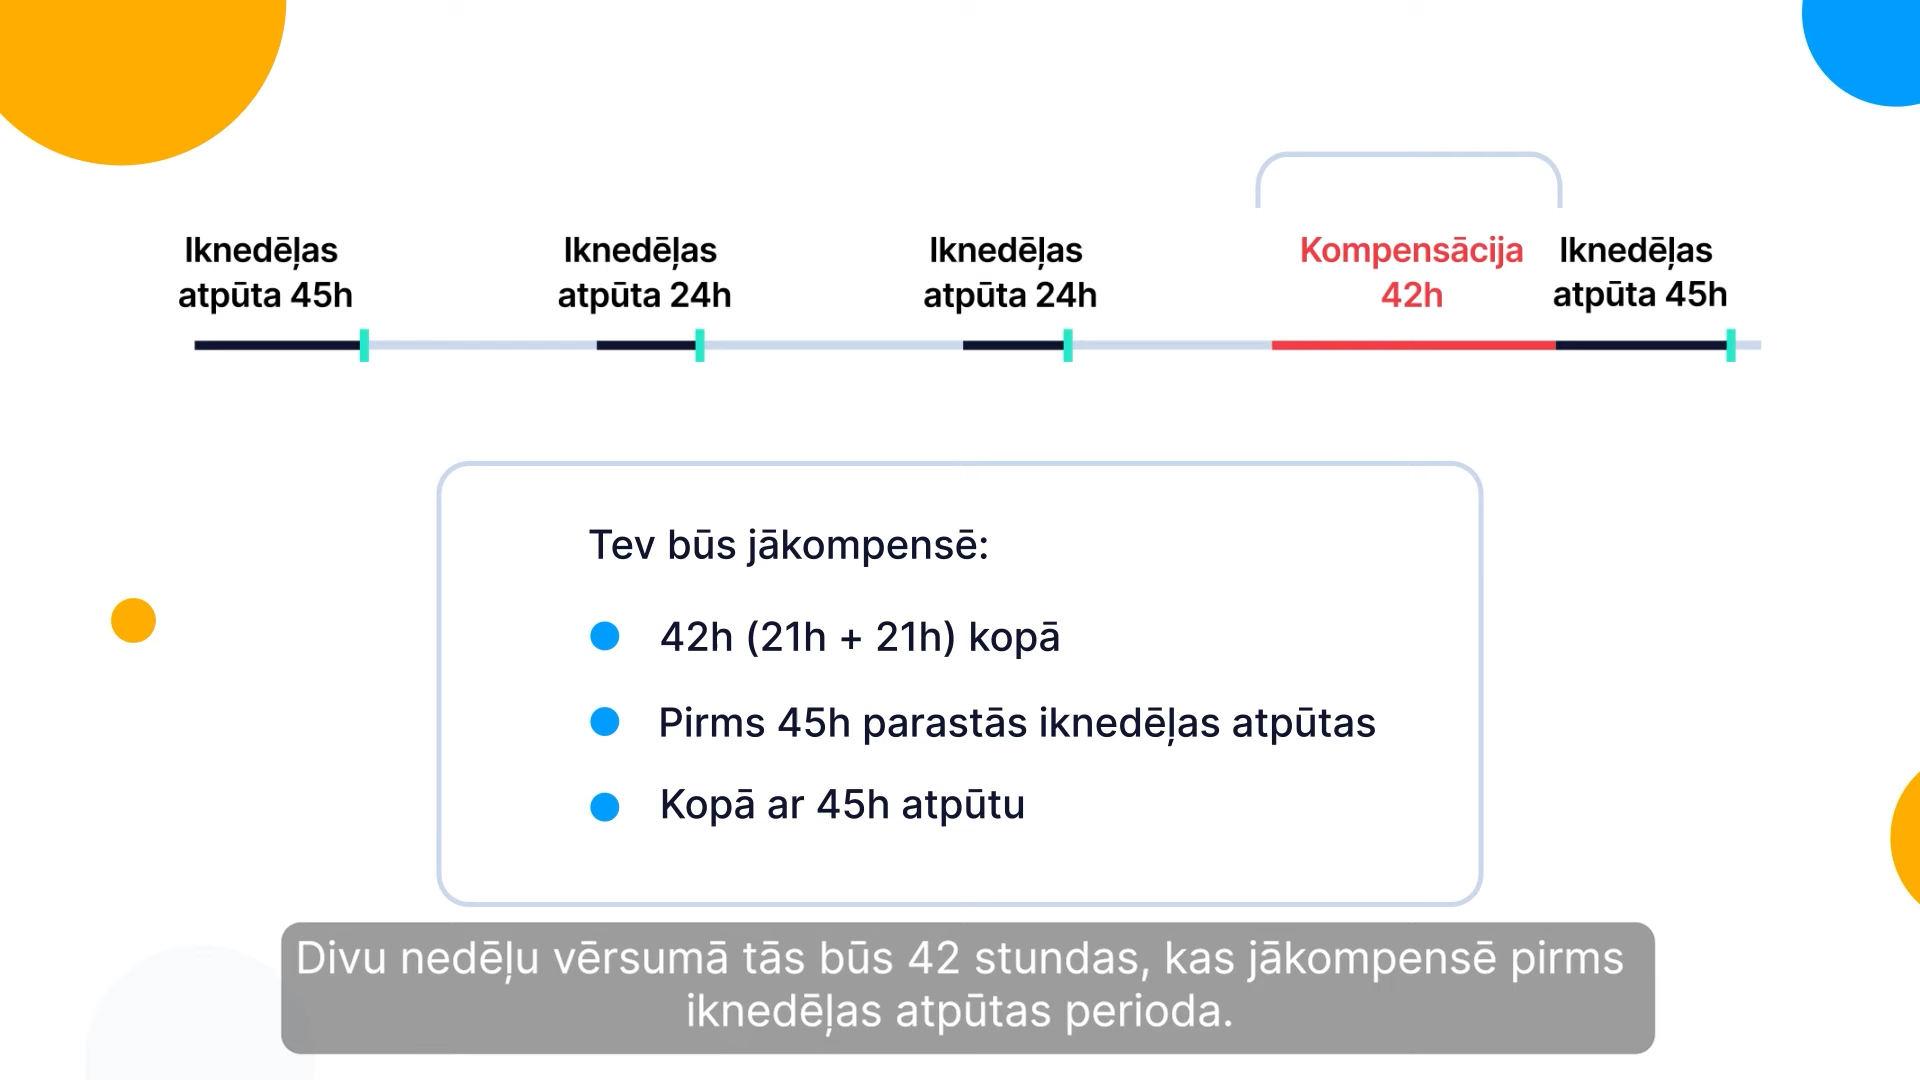 Iknedēļas
atpūta 45h
Iknedēļas
atpūta 24h
Iknedēļas
atpūta 24h
Kompensācija
42h
Iknedēļas
atpūta 45h
Tev būs jākompensē:
42h (21h + 21h) kopā
Pirms 45h parastās iknedēļas atpūtas
Kopā ar 45h atpūtu
Divu nedēļu vērsumā tās būs 42 stundas, kas jākompensē pirms
iknedēļas atpūtas perioda.